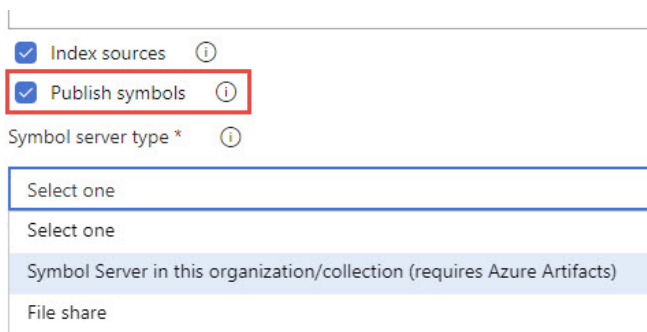 Index sources
Publish symbols
Symbol server type *
Select one
Select one
Symbol Server in this organization/collection (requires Azure Artifacts)
File share